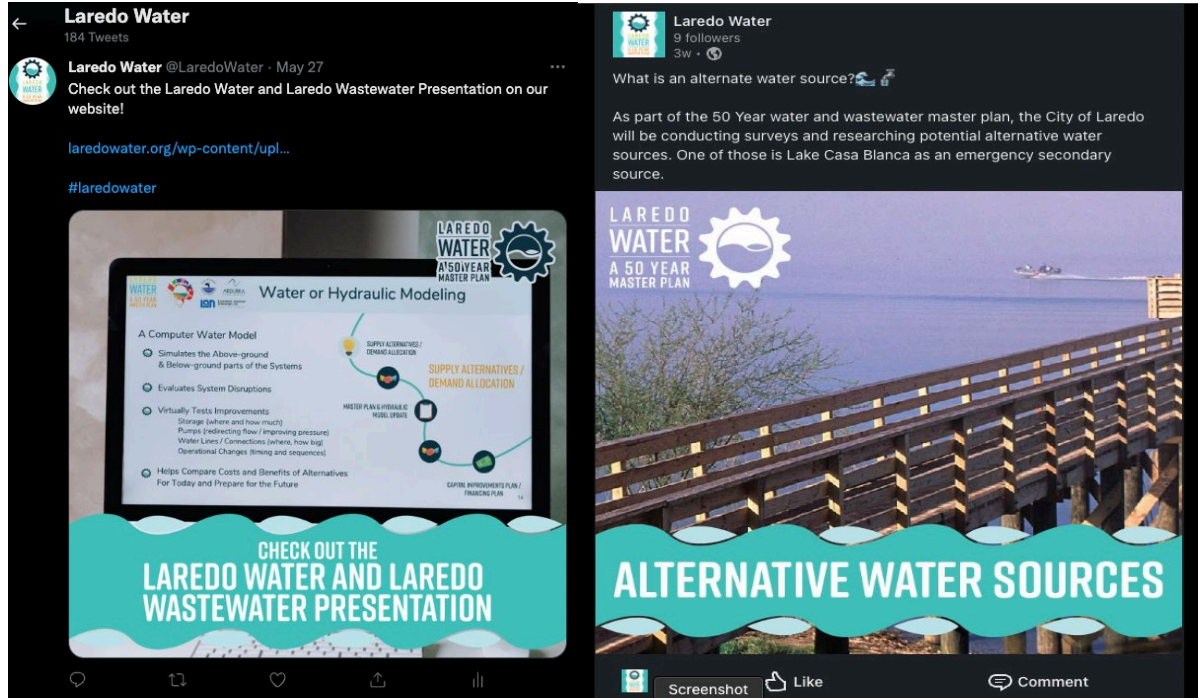 Laredo Water
184 Tweets
Laredo Water @LaredoWater · May 27
Check out the Laredo Water and Laredo Wastewater Presentation on our
website!
laredowater.org/wp-content/upl...
#laredowater
LAREDO
WATER
A 50 YEAR
MASTER PLAN
WATER
Water or Hydraulic Modeling
A Computer Water Model
Simulates the Above-ground
& Below-ground parts of the Systems
Evaluates System Disruptions
Virtually Tests Improvements
Storage (where and how much)
Pumps (redirecting flow / improving pressure)
Water Lines / Connections (where, how big)
Operational Changes (timing and sequences)
Helps Compare Costs and Benefits of Alternatives
For Today and Prepare for the Future
SUPPLY ALTERNATIVES /
DEMAND ALLOCATION
SUPPLY ALTERNATIVES /
DEMAND ALLOCATION
MASTER PLAN & HYDRAULIC
MODEL UPDATE
CAPITAL IMPROVEMENTS PLAN /
FINANCING PLAN
CHECK OUT THE
LAREDO WATER AND LAREDO
WASTEWATER PRESENTATION
Laredo Water
9 followers
3w •
What is an alternate water source?🌊🚰
As part of the 50 Year water and wastewater master plan, the City of Laredo
will be conducting surveys and researching potential alternative water
sources. One of those is Lake Casa Blanca as an emergency secondary
source.
LAREDO
WATER
A 50 YEAR
MASTER PLAN
ALTERNATIVE WATER SOURCES
Like
Comment
Screenshot